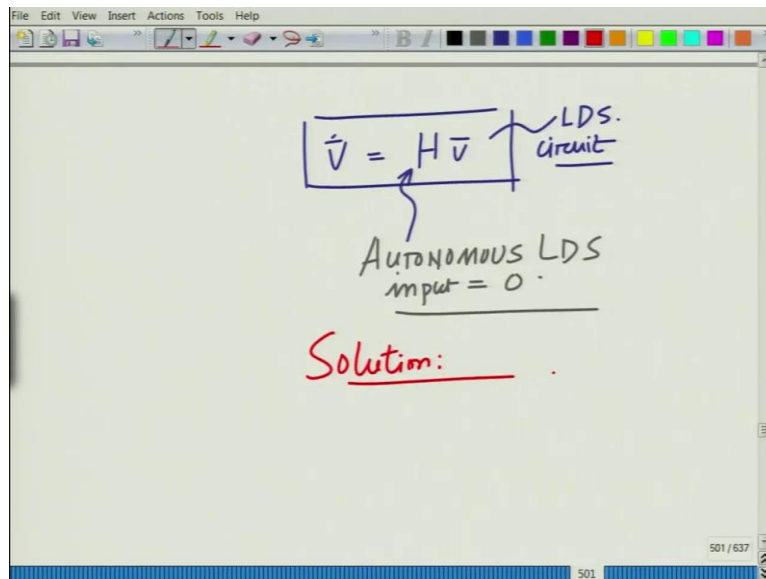 File Edit View Insert Actions Tools Help
B I
v̇̄ = H v̄
LDS.
circuit
AUTONOMOUS LDS
input = 0.
Solution:
501/637
501